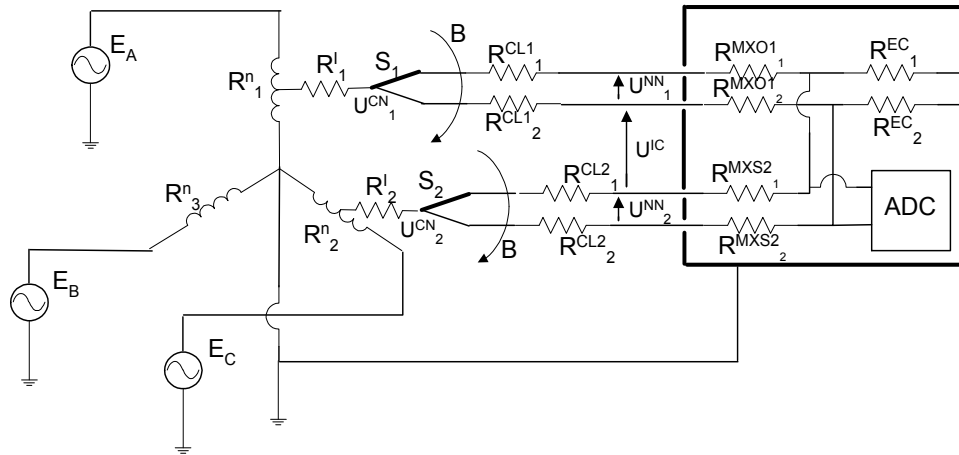 E_A
R^n_1
R^l_1
S_1
U^CN_1
B
R^CL1_1
R^CL1_2
U^NN_1
U^IC
R^MXO1_1
R^MXO1_2
R^EC_1
R^EC_2
R^n_3
R^n_2
R^l_2
S_2
U^CN_2
B
R^CL2_1
R^CL2_2
U^NN_2
R^MXS2_1
R^MXS2_2
ADC
E_B
E_C